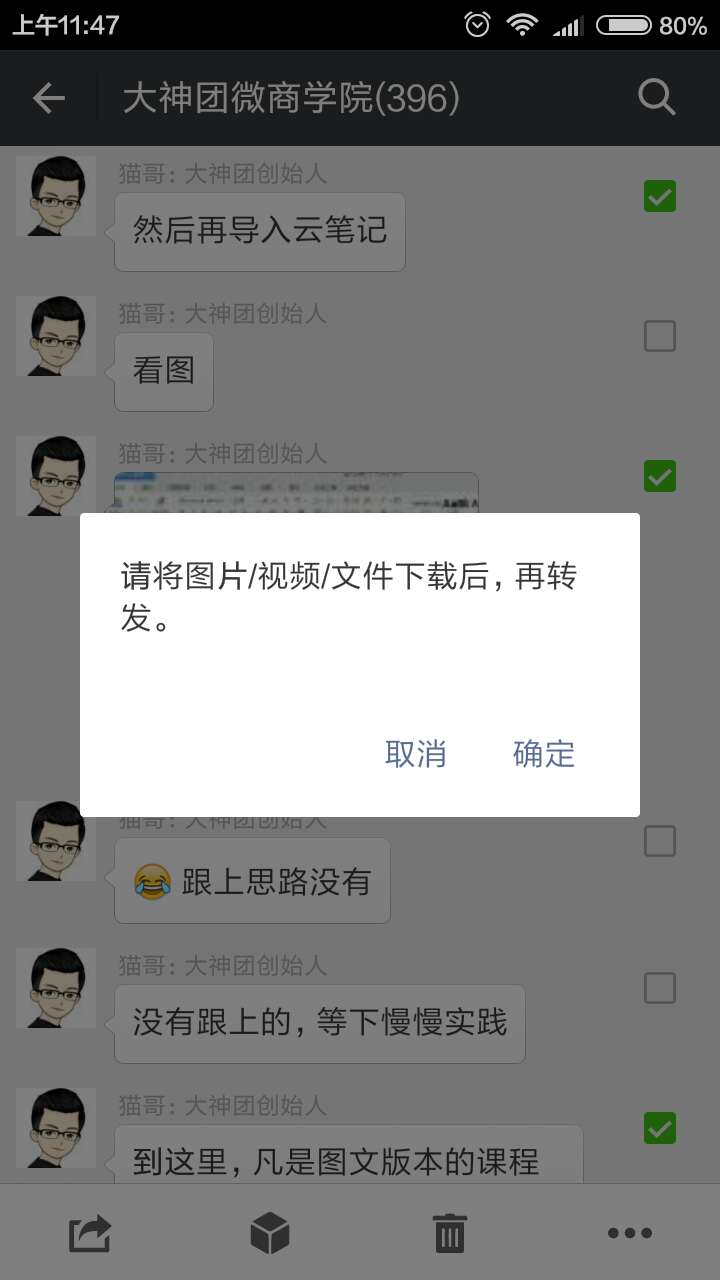 上午11:47
80%
大神团微商学院(396)
猫哥：大神团创始人
然后再导入云笔记
猫哥：大神团创始人
看图
猫哥：大神团创始人
请将图片/视频/文件下载后，再转
发。
取消
确定
猫哥：大神团创始人
😂 跟上思路没有
猫哥：大神团创始人
没有跟上的，等下慢慢实践
猫哥：大神团创始人
到这里，凡是图文版本的课程